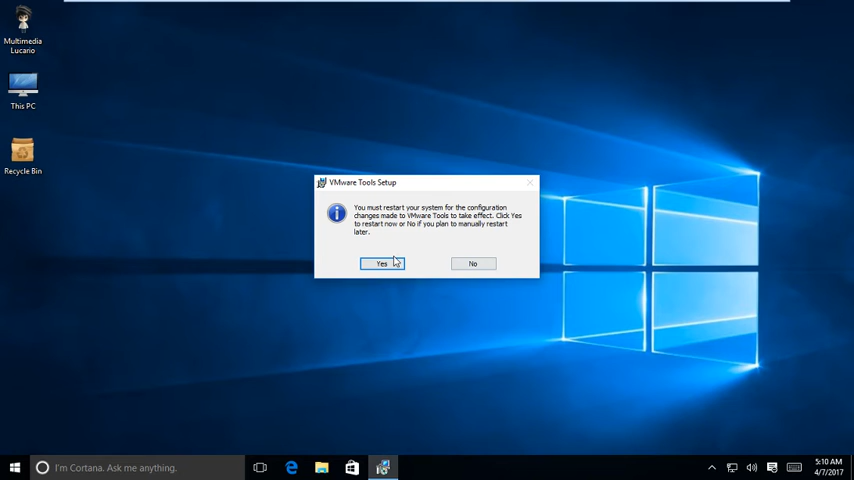 Multimedia
Lucario
This PC
Recycle Bin
VMware Tools Setup
You must restart your system for the configuration
changes made to VMware Tools to take effect. Click Yes
to restart now or No if you plan to manually restart
later.
Yes
No
I'm Cortana. Ask me anything.
5:10 AM
4/7/2017